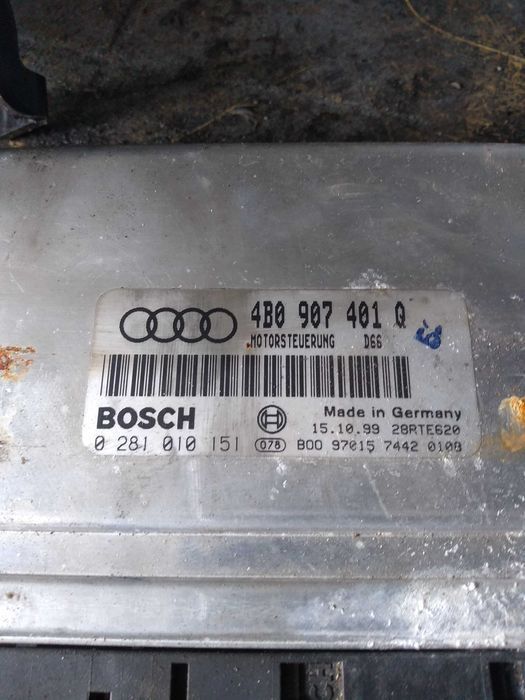 4B0 907 401 Q
MOTORSTEUERUNG D66
BOSCH
Made in Germany
15.10.99 28RTE620
0 281 010 151 078 B00 97015 7442 0108